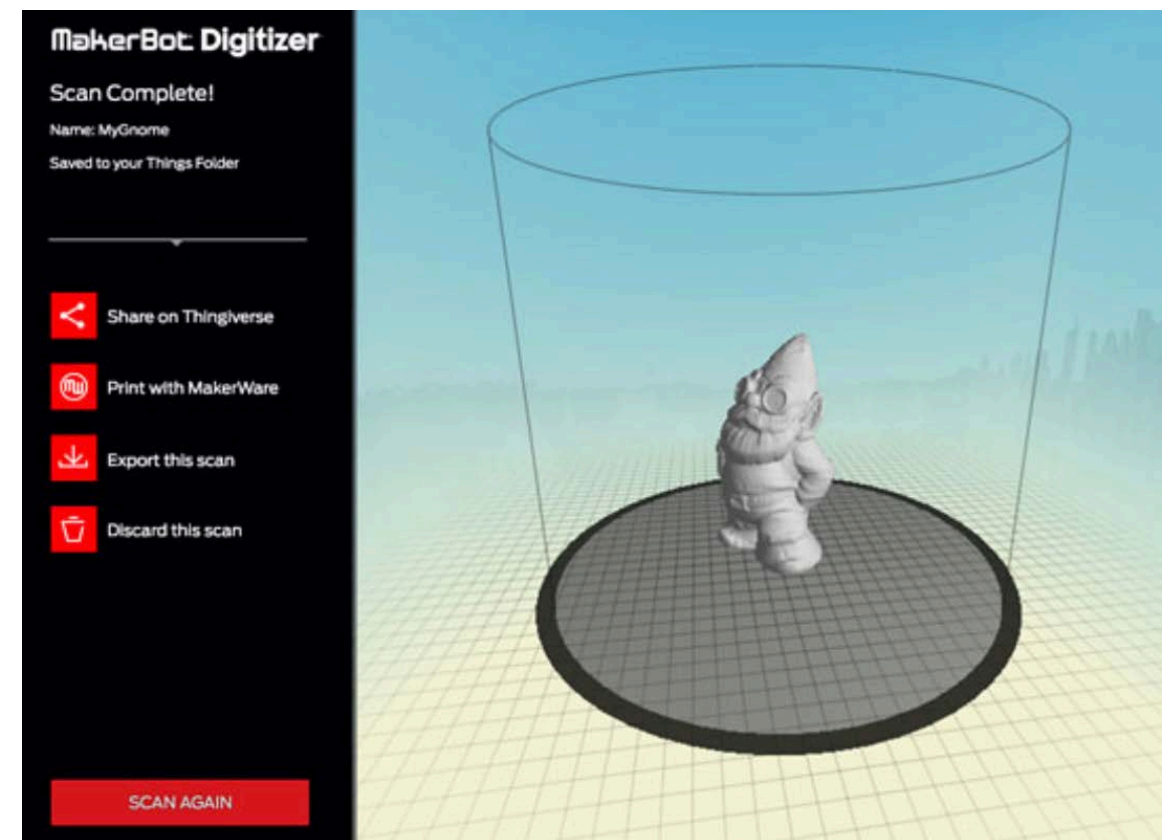 MakerBot Digitizer
Scan Complete!
Name: MyGnome
Saved to your Things Folder
Share on Thingiverse
Print with MakerWare
Export this scan
Discard this scan
SCAN AGAIN